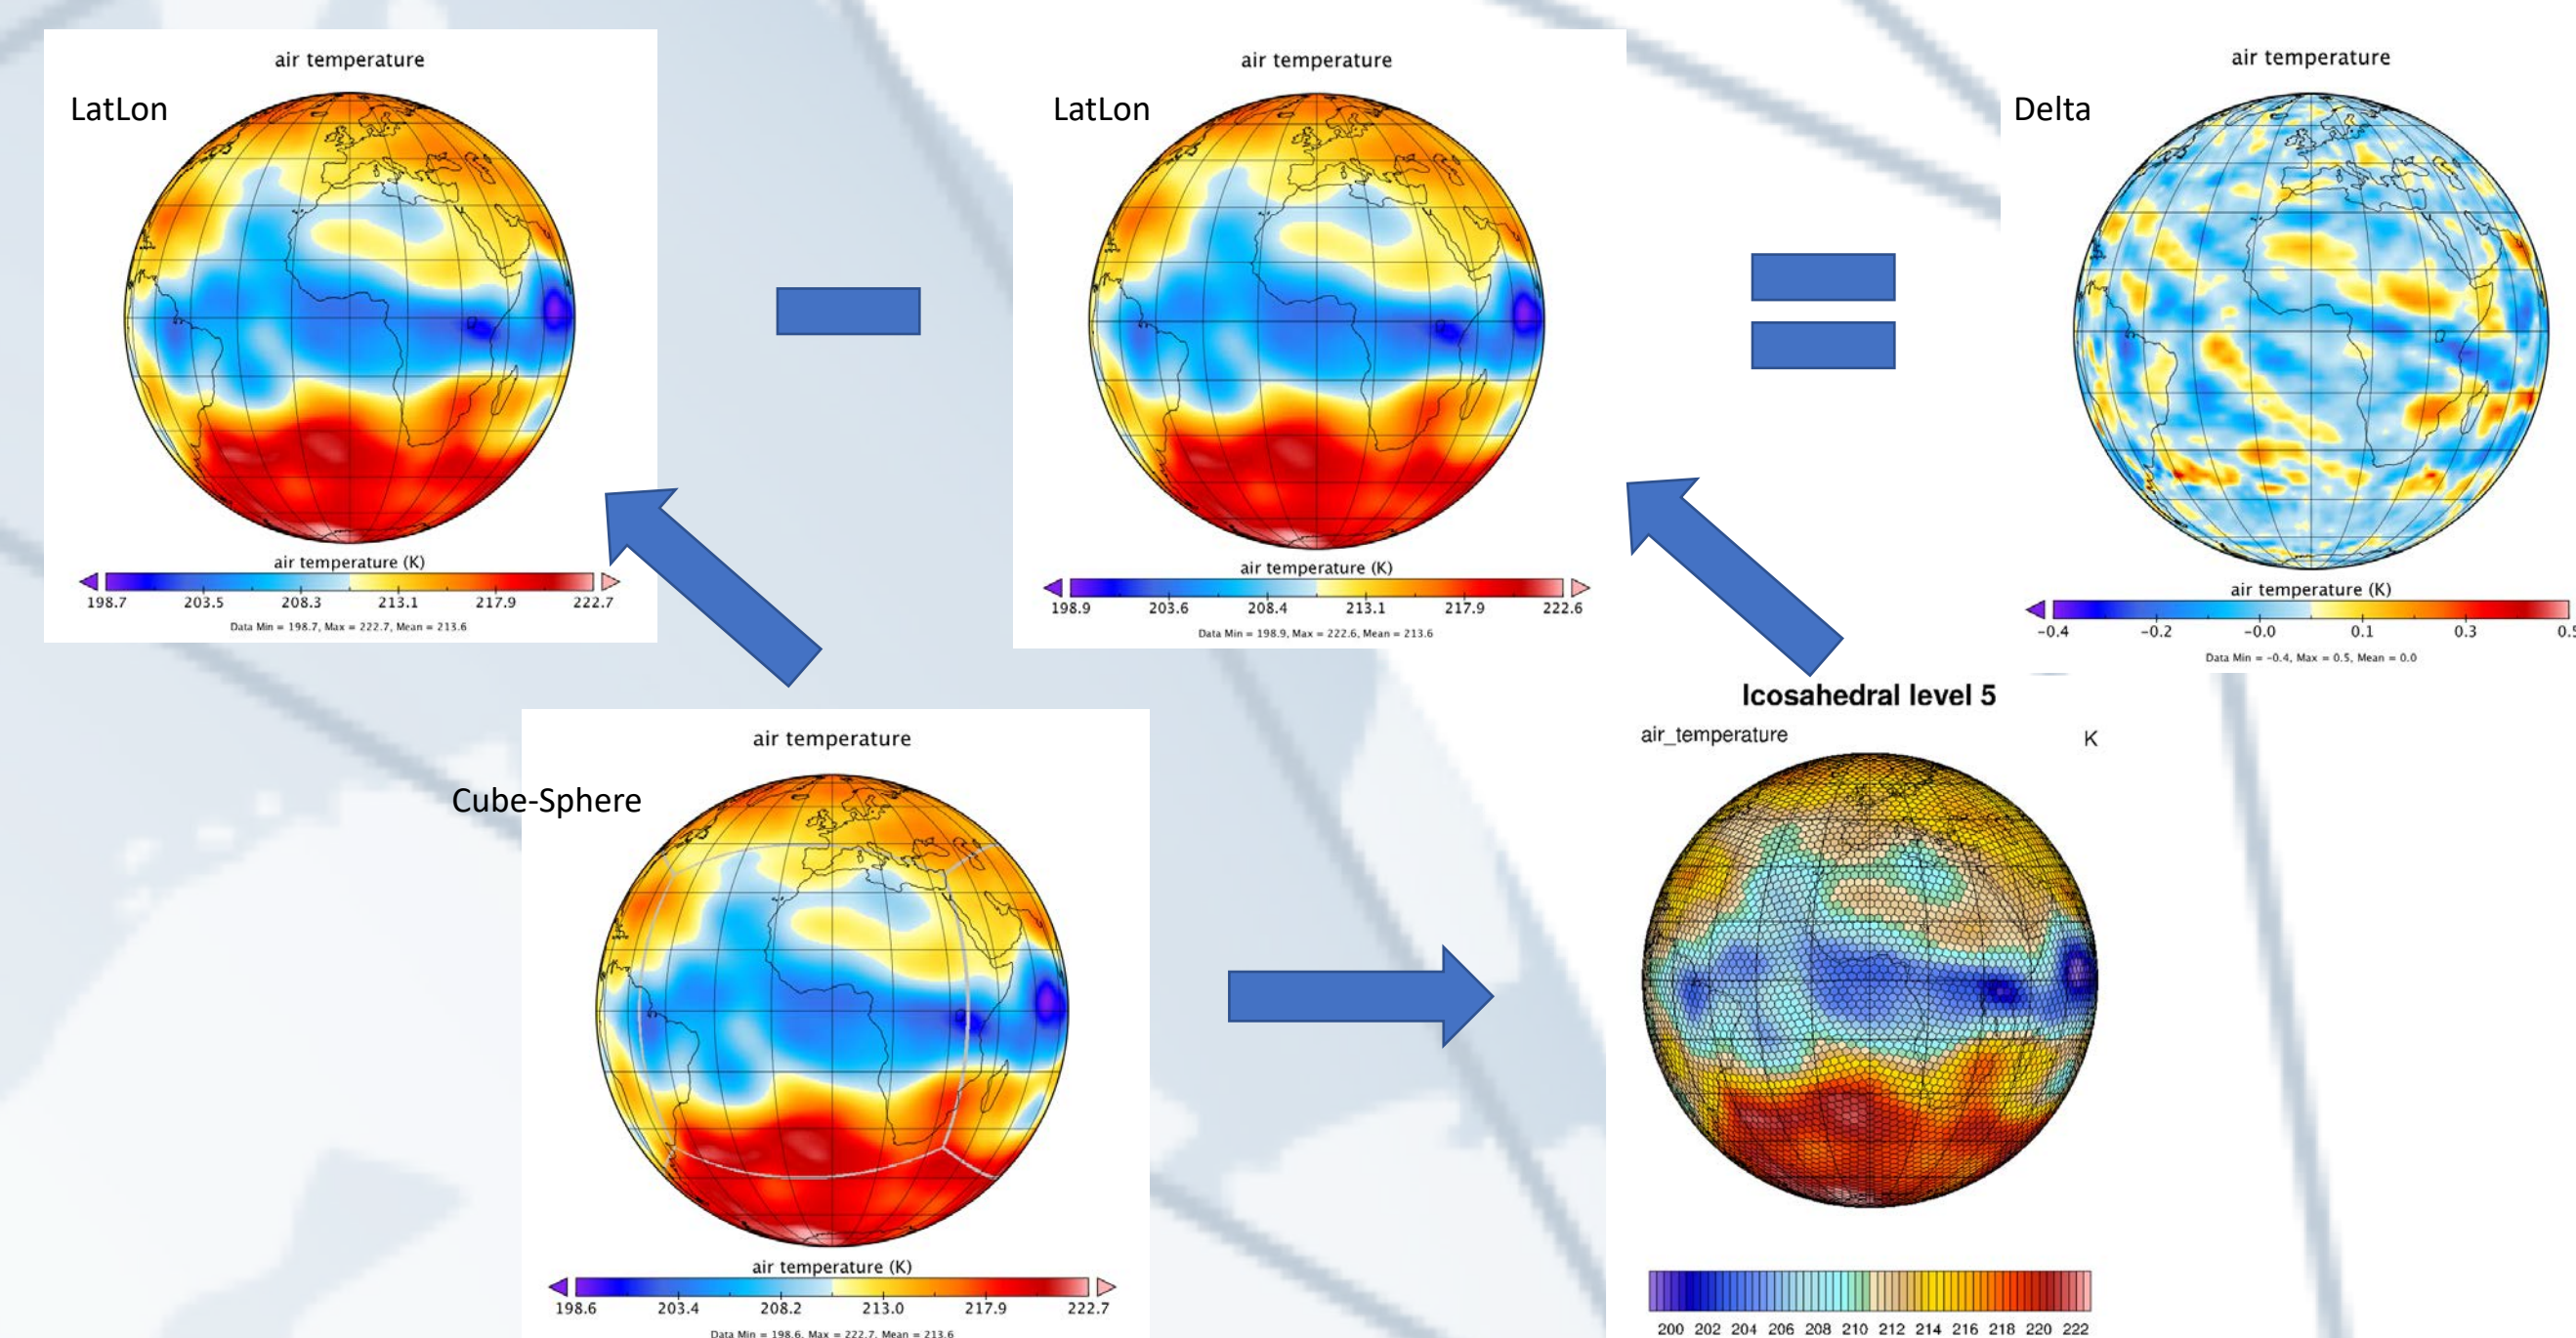 air temperature
LatLon
air temperature (K)
198.7 203.5 208.3 213.1 217.9 222.7
Data Min = 198.7, Max = 222.7, Mean = 213.6
air temperature
LatLon
air temperature (K)
198.9 203.6 208.4 213.1 217.9 222.6
Data Min = 198.9, Max = 222.6, Mean = 213.6
air temperature
Delta
air temperature (K)
-0.4 -0.2 -0.0 0.1 0.3 0.5
Data Min = -0.4, Max = 0.5, Mean = 0.0
air temperature
Cube-Sphere
air temperature (K)
198.6 203.4 208.2 213.0 217.9 222.7
Data Min = 198.6, Max = 222.7, Mean = 213.6
Icosahedral level 5
air_temperature K
200 202 204 206 208 210 212 214 216 218 220 222